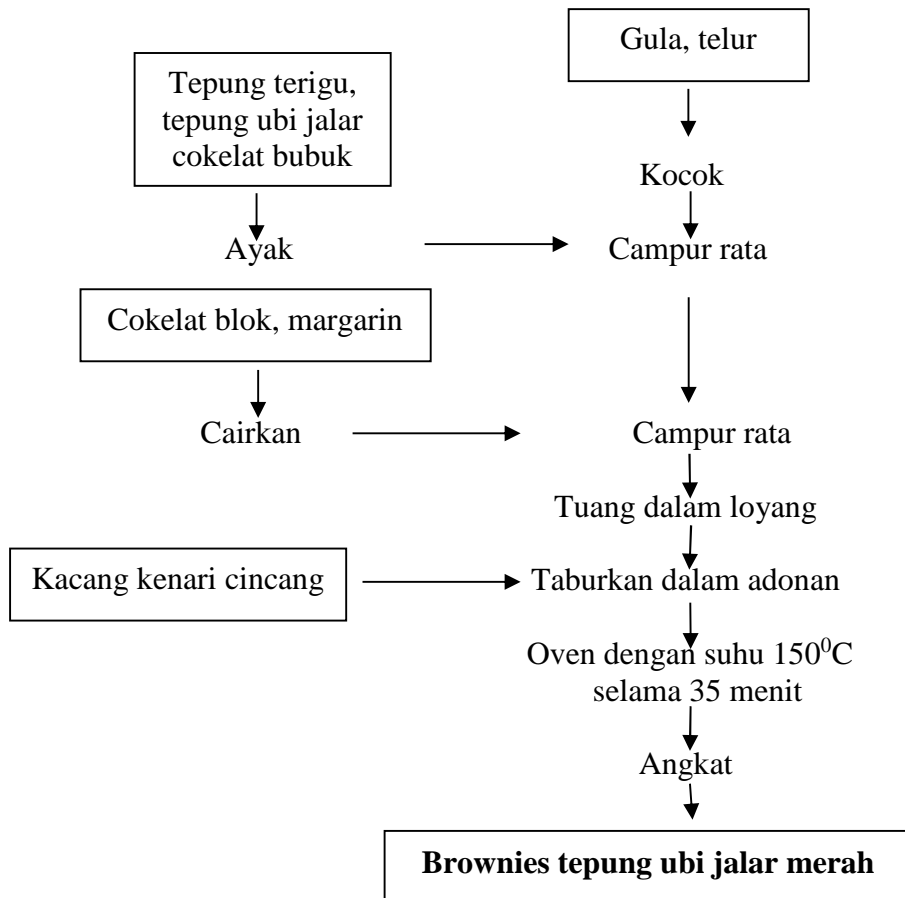 Gula, telur
Tepung terigu,
tepung ubi jalar
cokelat bubuk
Kocok
Ayak
Campur rata
Cokelat blok, margarin
Cairkan
Campur rata
Tuang dalam loyang
Kacang kenari cincang
Taburkan dalam adonan
Oven dengan suhu 150⁰C
selama 35 menit
Angkat
Brownies tepung ubi jalar merah